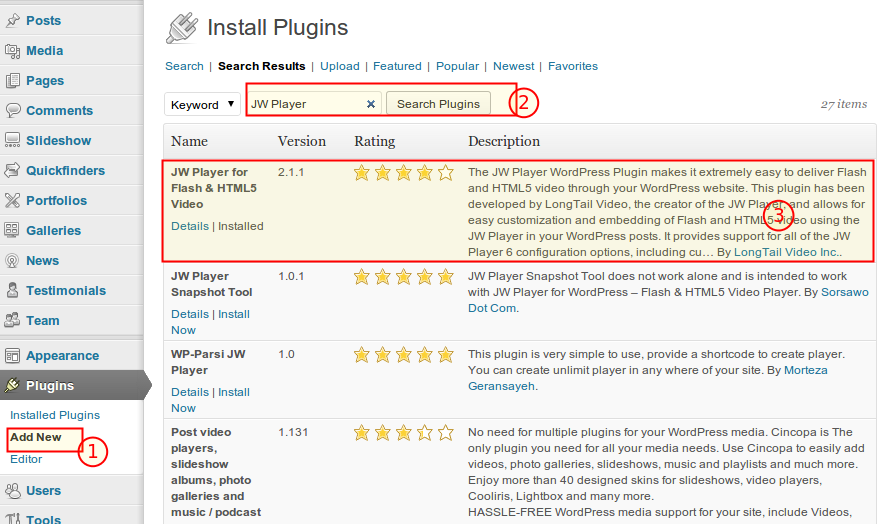 Posts
Media
Pages
Comments
Slideshow
Quickfinders
Portfolios
Galleries
News
Testimonials
Team
Appearance
Plugins
Installed Plugins
Add New
1
Editor
Users
Tools
Install Plugins
Search | Search Results | Upload | Featured | Popular | Newest | Favorites
Keyword JW Player × Search Plugins 2 27 items
Name Version Rating Description
JW Player for
Flash & HTML5
Video
Details | Installed
2.1.1
The JW Player WordPress Plugin makes it extremely easy to deliver Flash
and HTML5 video through your WordPress website. This plugin has been
developed by LongTail Video, the creator of the JW Player, and allows for
easy customization and embedding of Flash and HTML5 video using the
JW Player in your WordPress posts. It provides support for all of the JW
Player 6 configuration options, including cu… By LongTail Video Inc..
3
JW Player
Snapshot Tool
Details | Install
Now
1.0.1
JW Player Snapshot Tool does not work alone and is intended to work
with JW Player for WordPress – Flash & HTML5 Video Player. By Sorsawo
Dot Com.
WP-Parsi JW
Player
Details | Install
Now
1.0
This plugin is very simple to use, provide a shortcode to create player.
You can create unlimit player in any where of your site. By Morteza
Geransayeh.
Post video
players,
slideshow
albums, photo
galleries and
music / podcast
1.131
No need for multiple plugins for your WordPress media. Cincopa is The
only plugin you need for all your media needs. Use Cincopa to easily add
videos, photo galleries, slideshows, music and playlists and much more.
Enjoy more than 40 designed skins for slideshows, video players,
Cooliris, Lightbox and many more.
HASSLE-FREE WordPress media support for your site, include Videos,